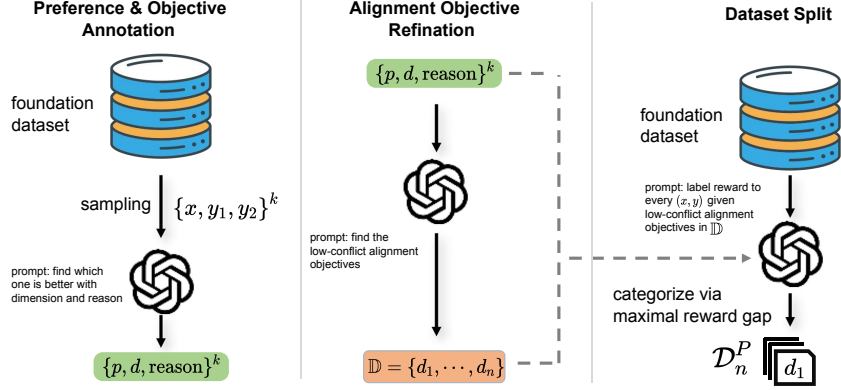 Preference & Objective
Annotation
foundation
dataset
sampling
{x, y₁, y₂}ᵏ
prompt: find which
one is better with
dimension and reason
{p, d, reason}ᵏ
Alignment Objective
Refination
{p, d, reason}ᵏ
prompt: find the
low-conflict alignment
objectives
𝔻 = {d₁, ⋯, dₙ}
Dataset Split
foundation
dataset
prompt: label reward to
every (x, y) given
low-conflict alignment
objectives in 𝔻
categorize via
maximal reward gap
𝒟ₙᴾ
d₁